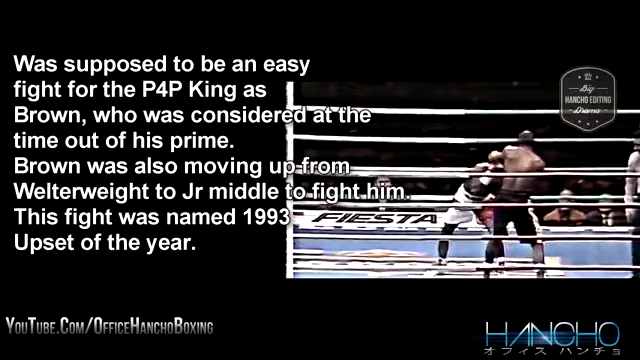 Was supposed to be an easy
fight for the P4P King as
Brown, who was considered at the
time out of his prime.
Brown was also moving up from
Welterweight to Jr middle to fight him.
This fight was named 1993
Upset of the year.
Big
HANCHO EDITING
Drama
FIESTA
YouTube.Com/OfficeHanchoBoxing
HANCHO
オフィス ハンチョ